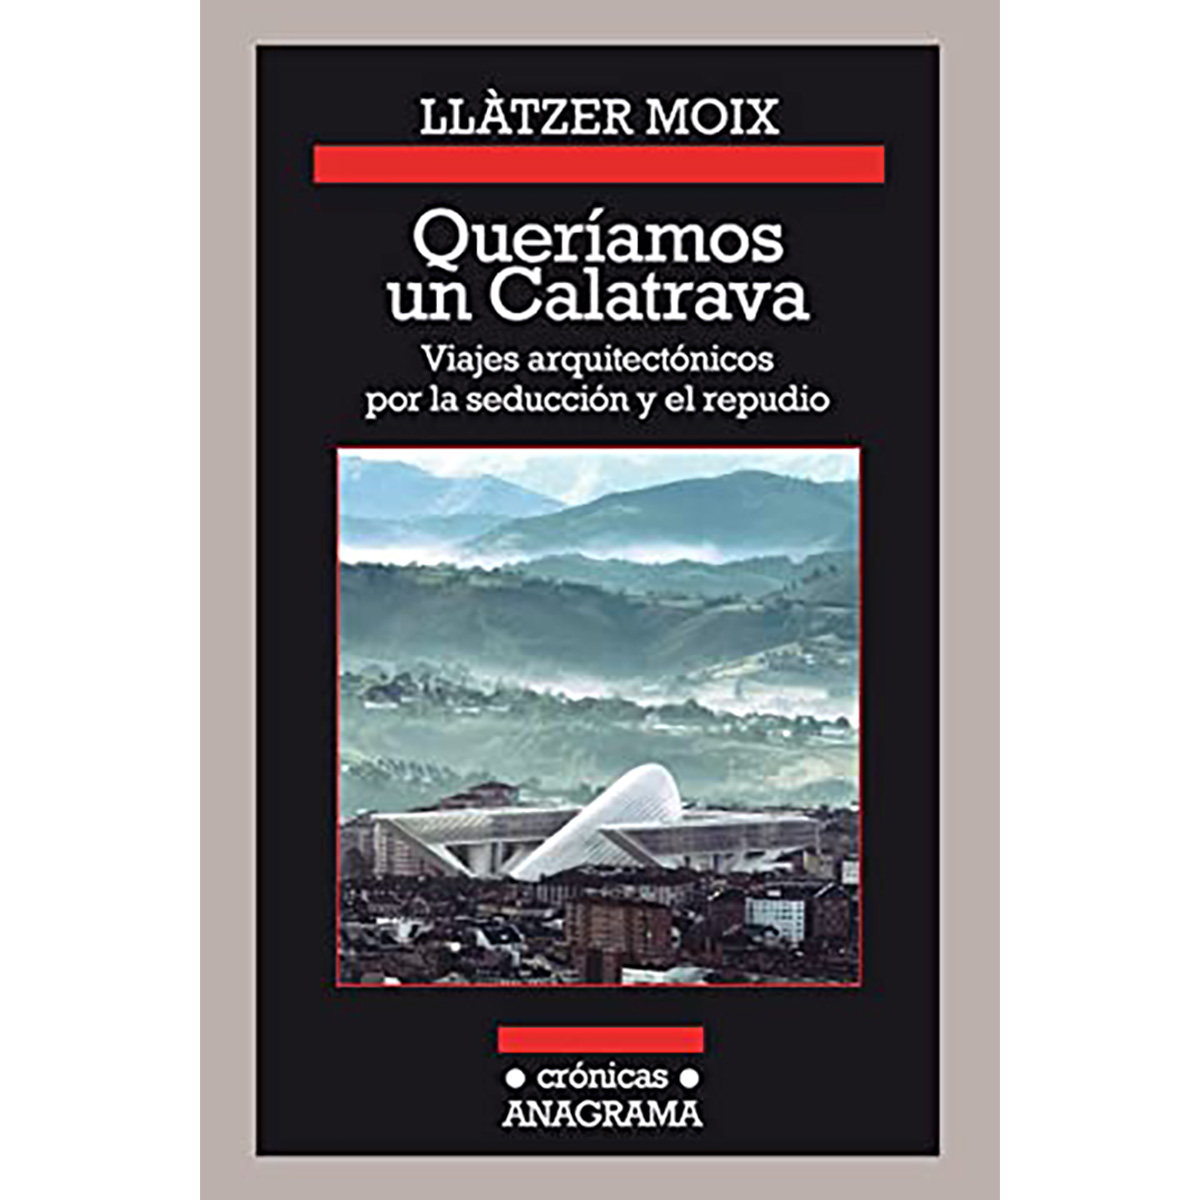 LLÀTZER MOIX
Queríamos
un Calatrava
Viajes arquitectónicos
por la seducción y el repudio
• crónicas •
ANAGRAMA